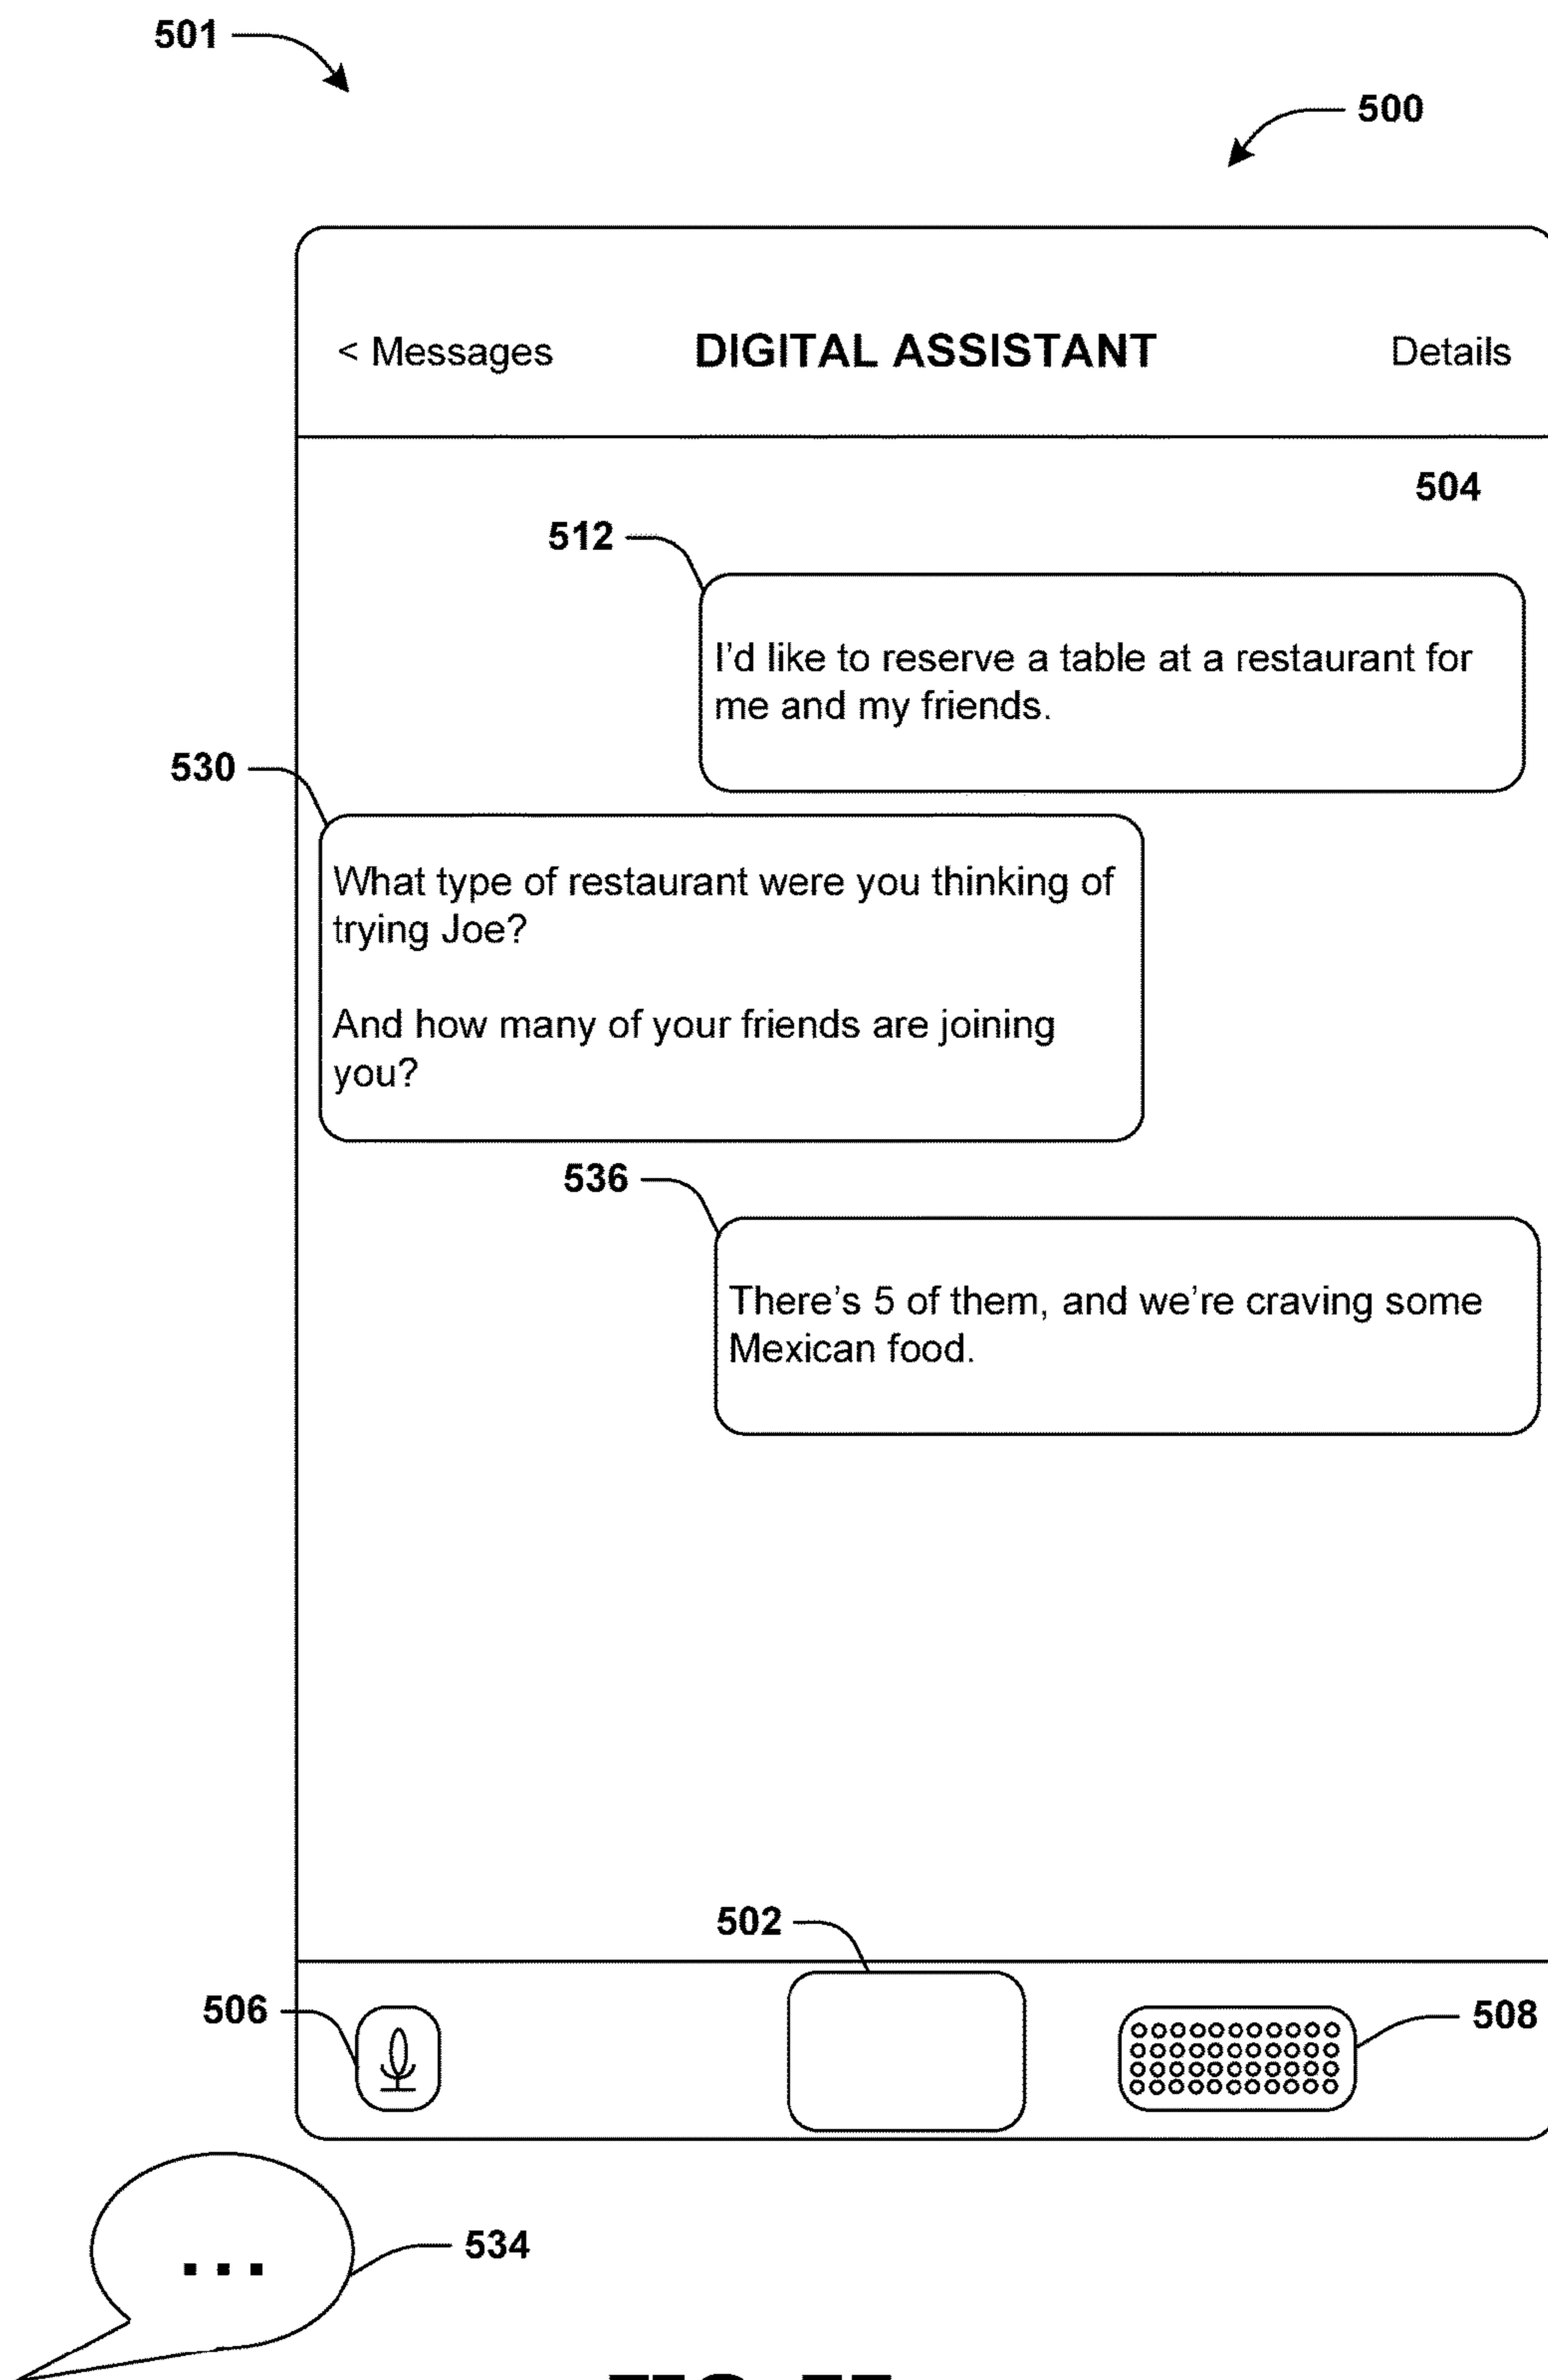 501
500
< Messages DIGITAL ASSISTANT Details
504
512
I'd like to reserve a table at a restaurant for
me and my friends.
530
What type of restaurant were you thinking of
trying Joe?
And how many of your friends are joining
you?
536
There's 5 of them, and we're craving some
Mexican food.
502
506
508
...
534